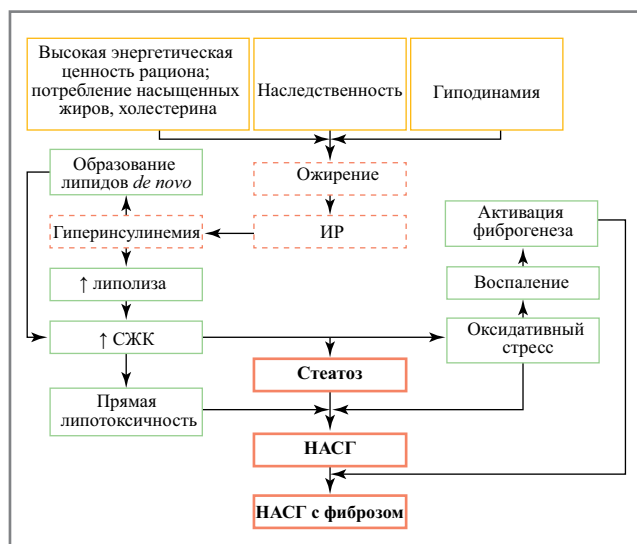 Высокая энергетическая
ценность рациона;
потребление насыщенных
жиров, холестерина
Наследственность
Гиподинамия
Образование
липидов de novo
Ожирение
Гиперинсулинемия
ИР
Активация
фиброгенеза
↑ липолиза
Воспаление
↑ СЖК
Оксидативный
стресс
Стеатоз
Прямая
липотоксичность
НАСГ
НАСГ с фиброзом